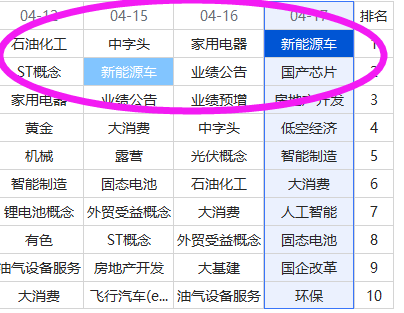 04-15 04-16 04-17 排名
石油化工 中字头 家用电器 新能源车 1
ST概念 新能源车 业绩公告 国产芯片 2
家用电器 业绩公告 业绩预增 房地产开发 3
黄金 大消费 中字头 低空经济 4
机械 露营 光伏概念 智能制造 5
智能制造 固态电池 石油化工 大消费 6
锂电池概念 外贸受益概念 大消费 人工智能 7
有色 ST概念 外贸受益概念 固态电池 8
油气设备服务 房地产开发 大基建 国企改革 9
大消费 飞行汽车(e... 油气设备服务 环保 10